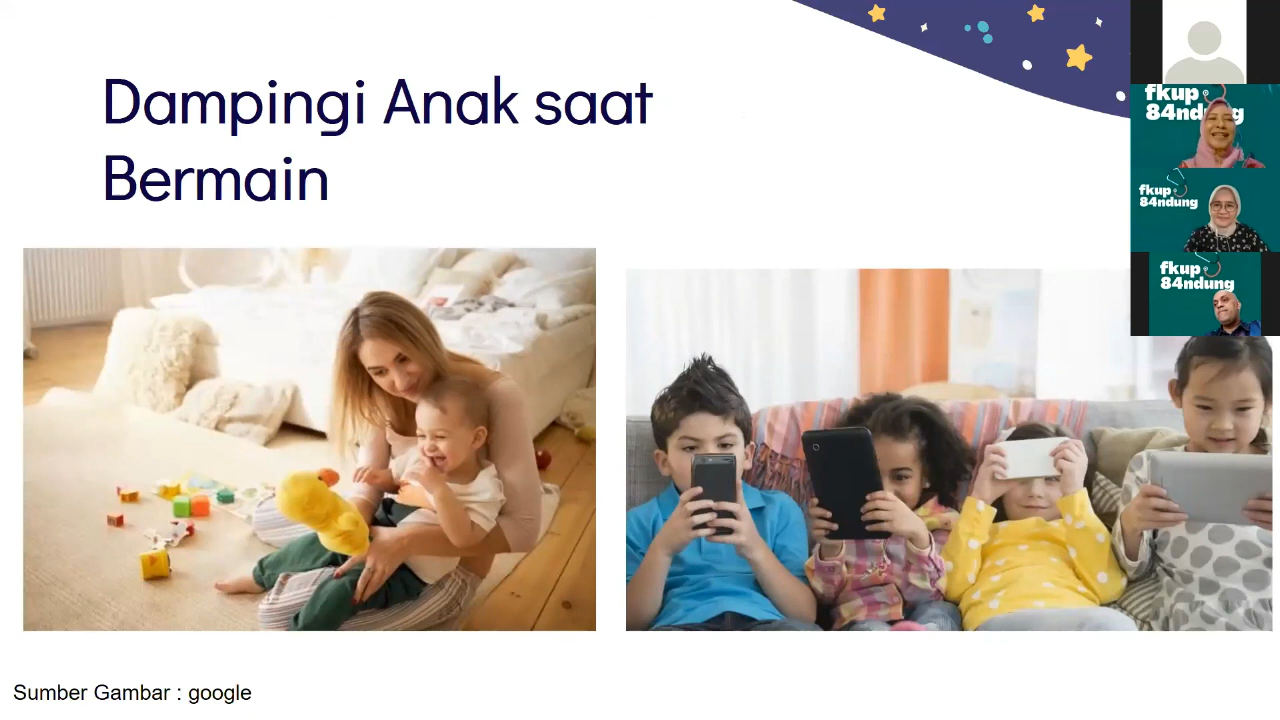 Dampingi Anak saat
Bermain
fkup
84ndung
fkup
84ndung
fkup
84ndung
Sumber Gambar : google